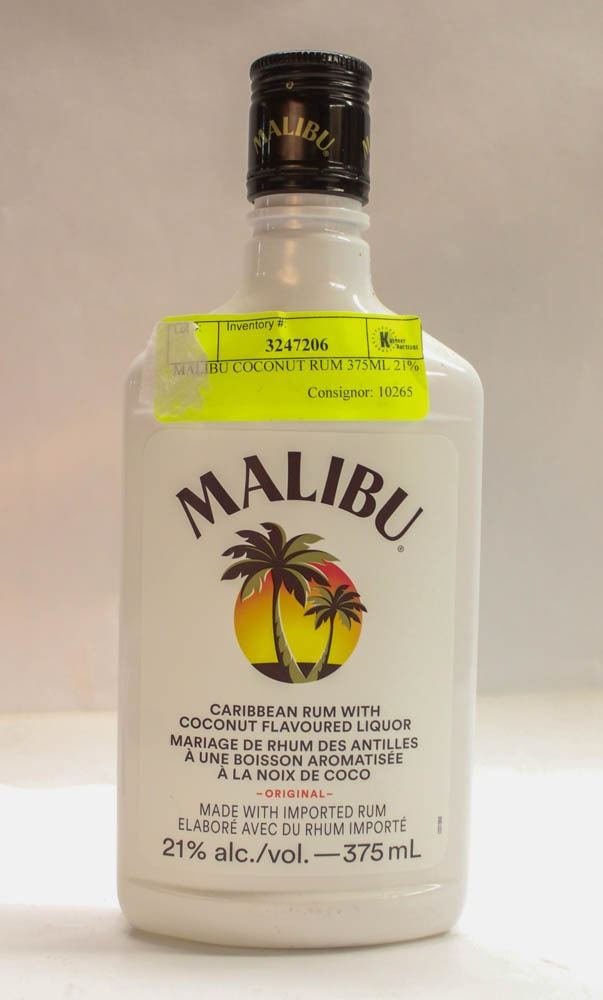 MALIBU
Lot #:
Inventory #:
3247206
MALIBU COCONUT RUM 375ML 21%
Consignor: 10265
MALIBU®
CARIBBEAN RUM WITH
COCONUT FLAVOURED LIQUOR
MARIAGE DE RHUM DES ANTILLES
À UNE BOISSON AROMATISÉE
À LA NOIX DE COCO
–ORIGINAL–
MADE WITH IMPORTED RUM
ELABORÉ AVEC DU RHUM IMPORTÉ
21% alc./vol. — 375 mL